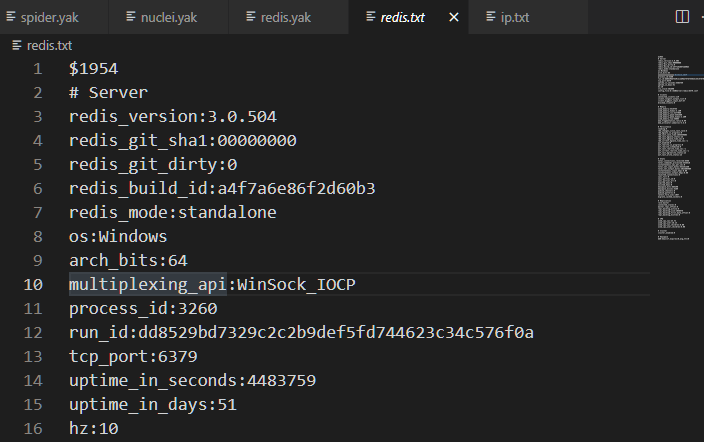 spider.yak nuclei.yak redis.yak redis.txt ip.txt
redis.txt
1 $1954
2 # Server
3 redis_version:3.0.504
4 redis_git_sha1:00000000
5 redis_git_dirty:0
6 redis_build_id:a4f7a6e86f2d60b3
7 redis_mode:standalone
8 os:Windows
9 arch_bits:64
10 multiplexing_api:WinSock_IOCP
11 process_id:3260
12 run_id:dd8529bd7329c2c2b9def5fd744623c34c576f0a
13 tcp_port:6379
14 uptime_in_seconds:4483759
15 uptime_in_days:51
16 hz:10